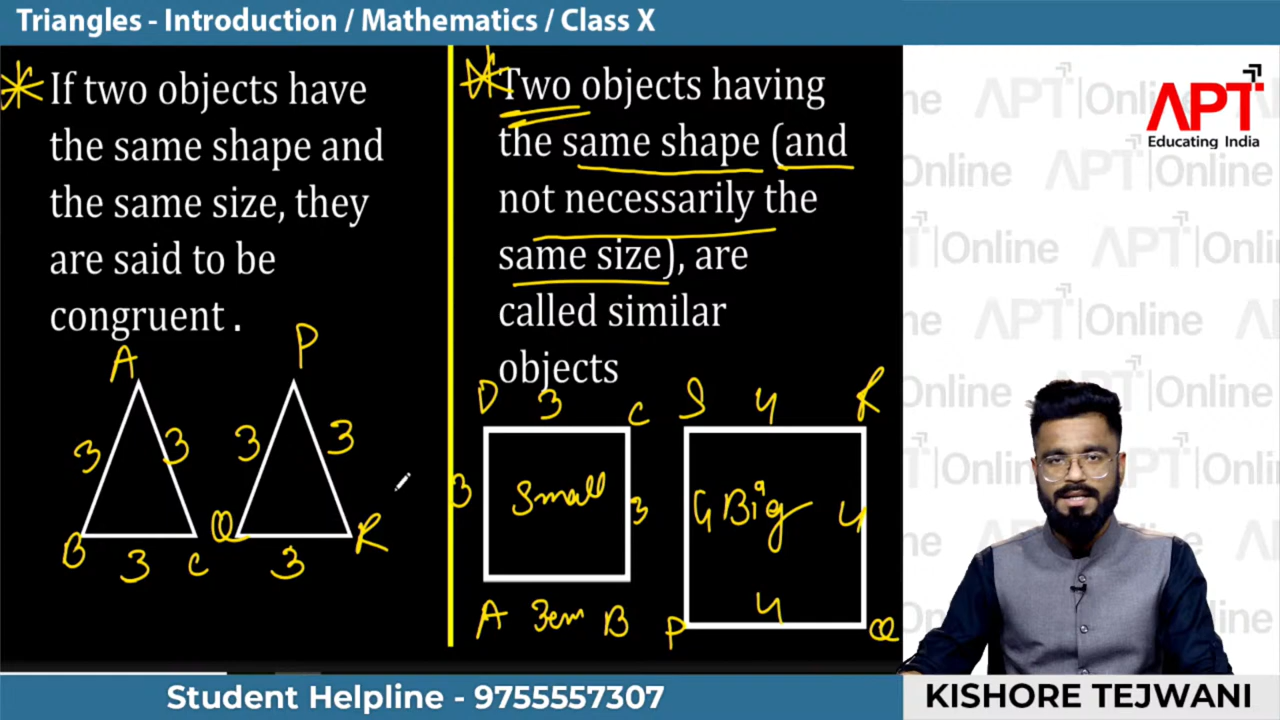 Triangles - Introduction / Mathematics / Class X
If two objects have
the same shape and
the same size, they
are said to be
congruent .
A
P
3 3 3 3
B 3 C Q 3 R
Two objects having
the same shape (and
not necessarily the
same size), are
called similar
objects
D 3 C S 4 R
3 Small 3 4 Big 4
A 3cm B P 4 Q
APT
Educating India
APT|Online
Student Helpline - 9755557307
KISHORE TEJWANI